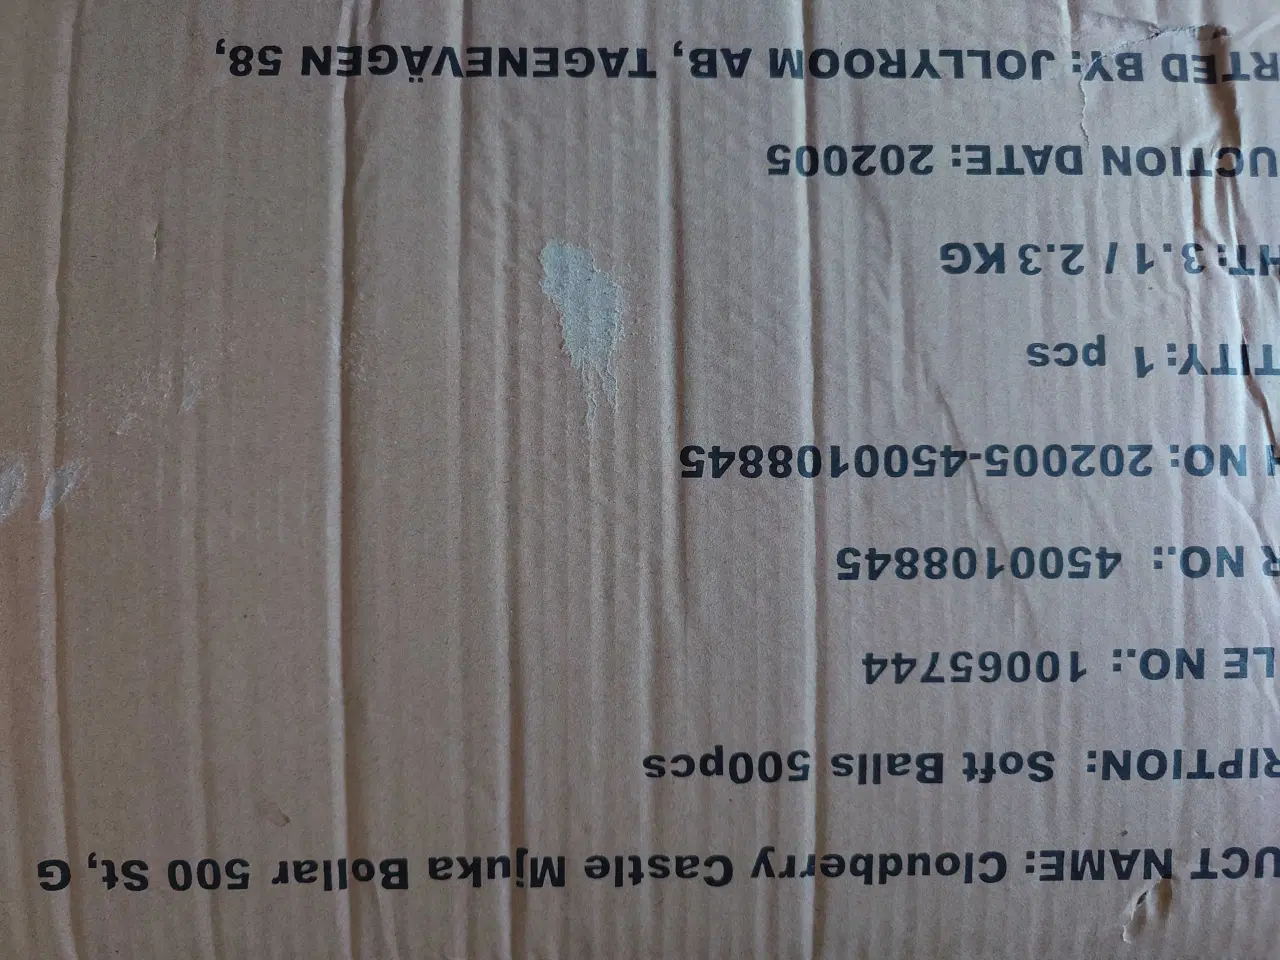 UCT NAME: Cloudberry Castle Mjuka Bollar 500 St, G
RIPTION: Soft Balls 500pcs
LE NO.: 10065744
R NO.: 4500108845
H NO: 202005-4500108845
TITY: 1 pcs
HT: 3.1 / 2.3 KG
UCTION DATE: 202005
RTED BY: JOLLYROOM AB, TAGENEVÄGEN 58,